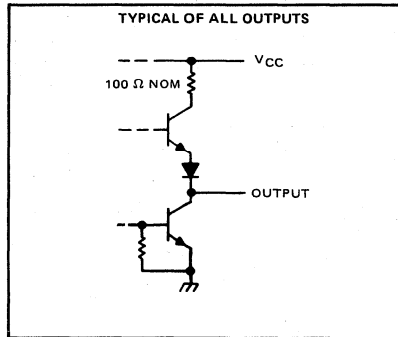 TYPICAL OF ALL OUTPUTS
VCC
100 Ω NOM
OUTPUT